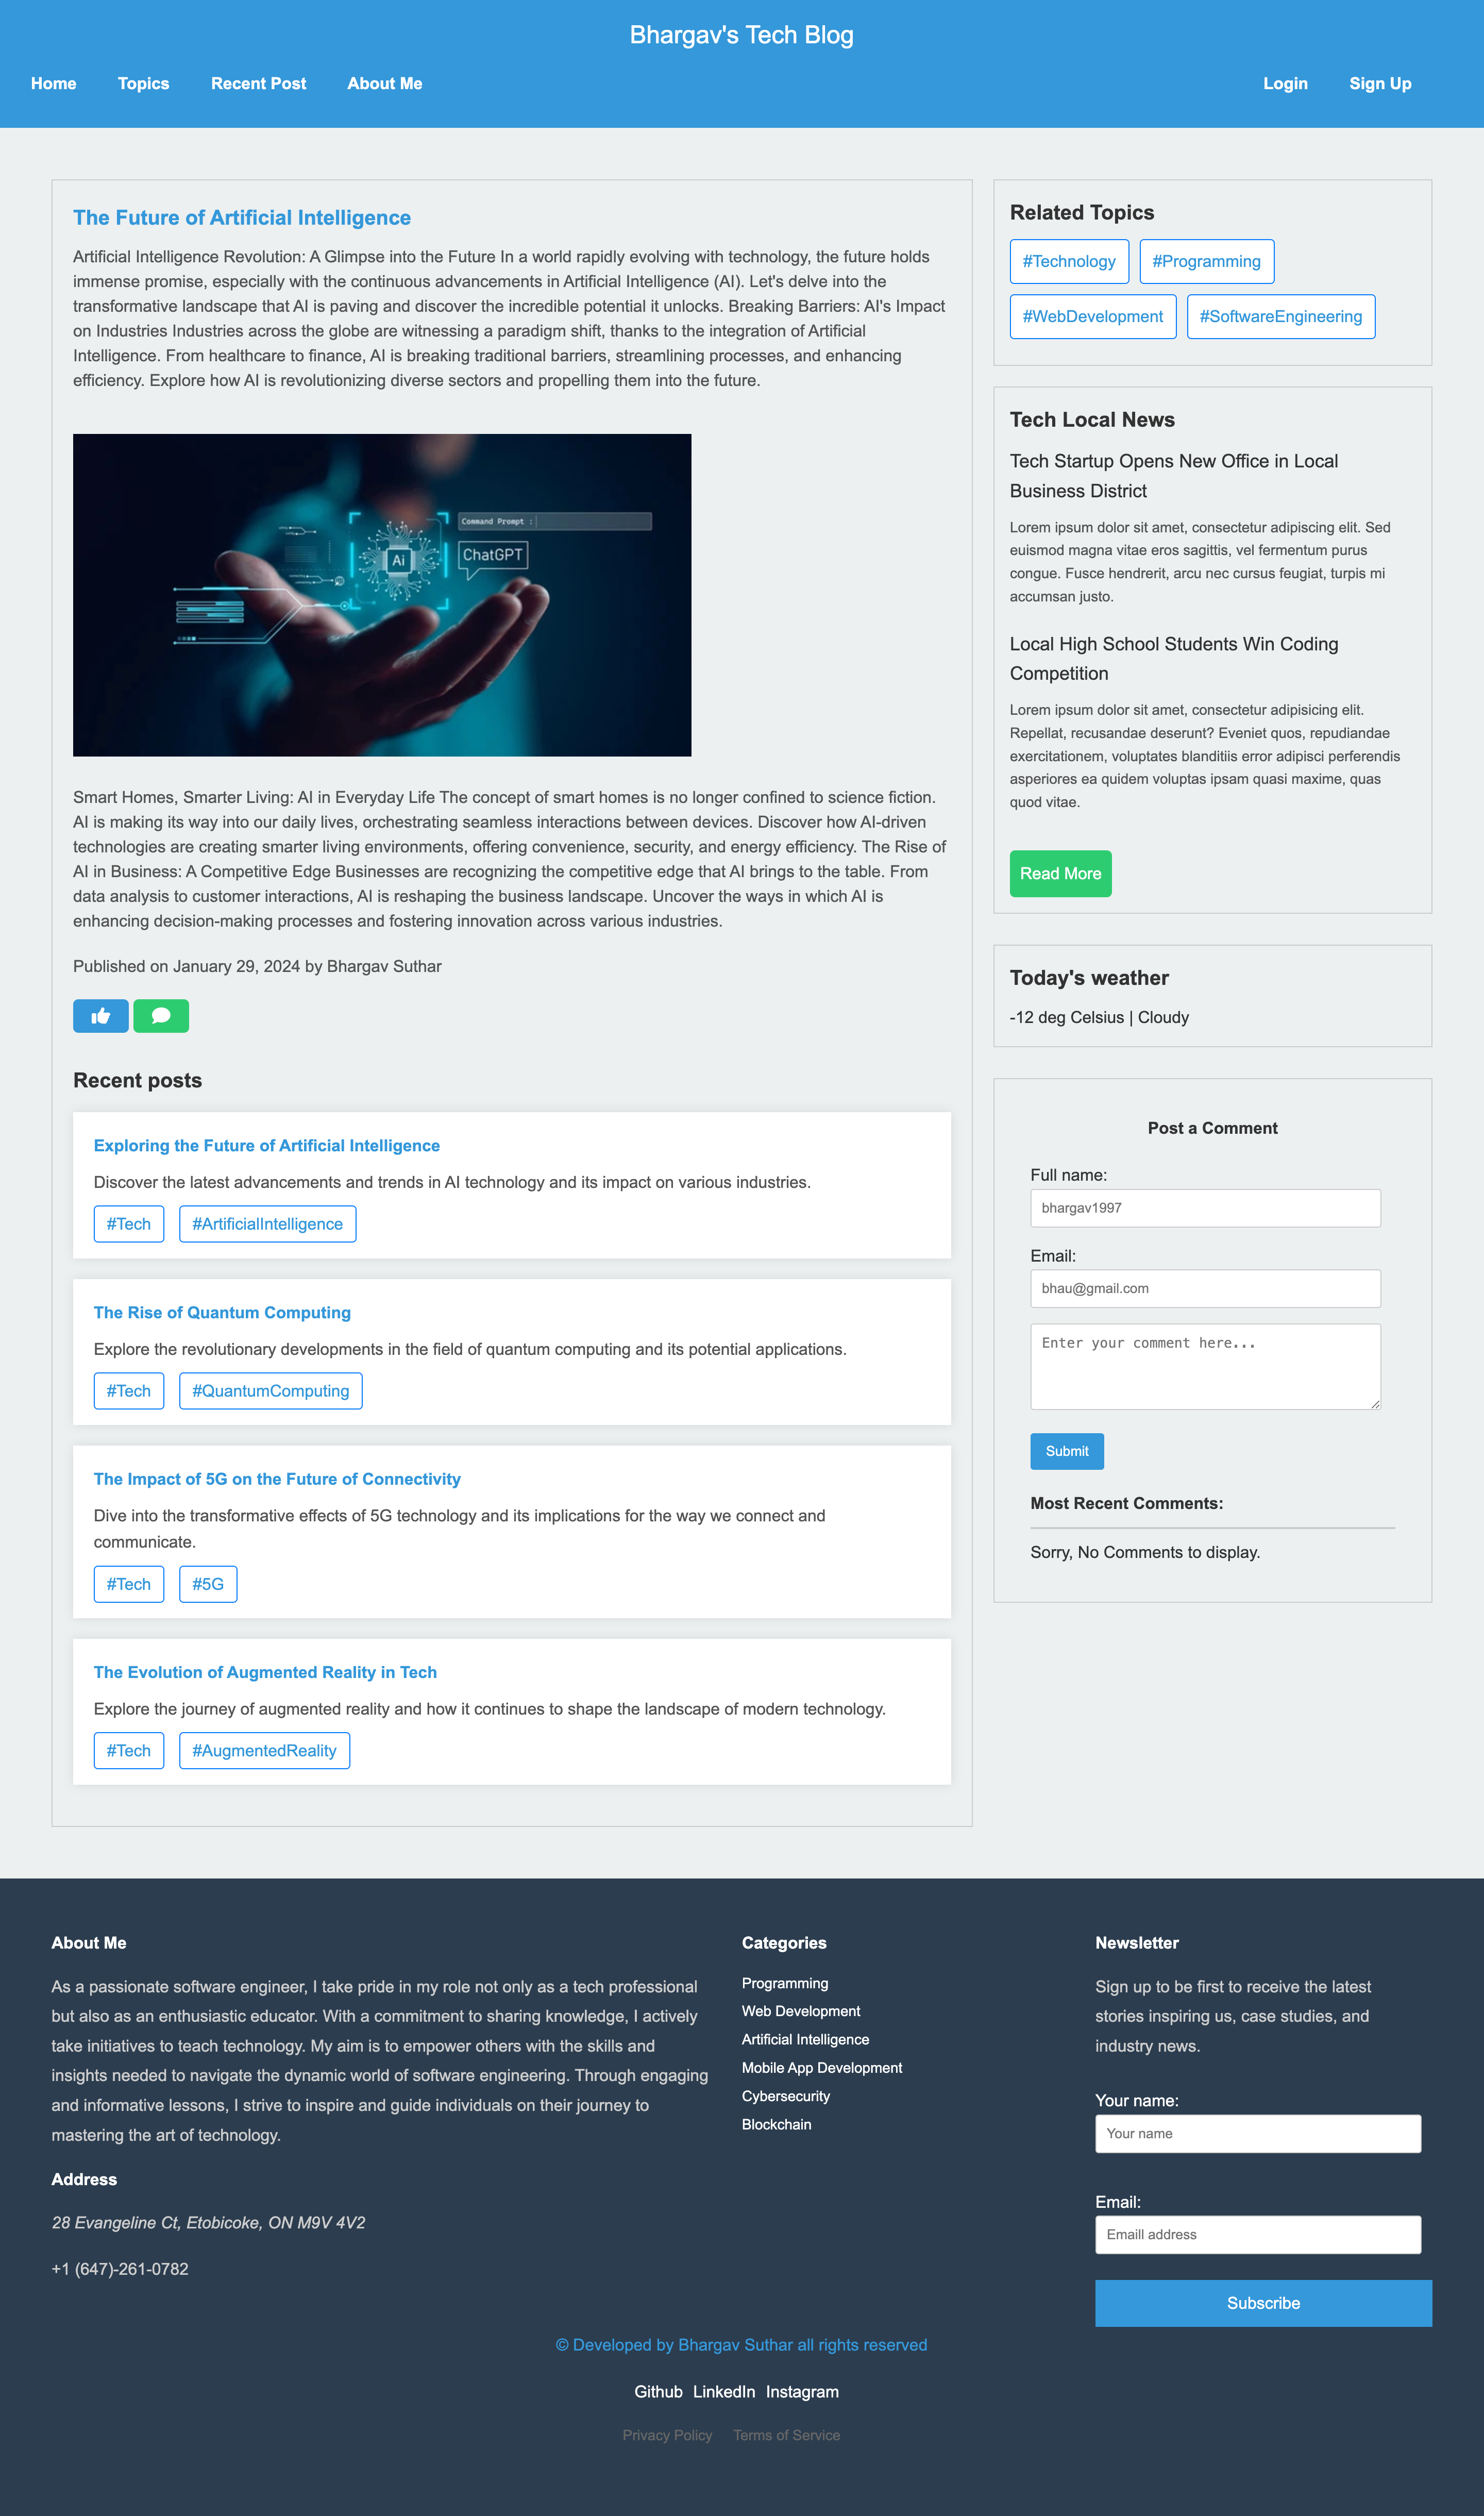 Bhargav's Tech Blog
Home Topics Recent Post About Me Login Sign Up
The Future of Artificial Intelligence
Artificial Intelligence Revolution: A Glimpse into the Future In a world rapidly evolving with technology, the future holds
immense promise, especially with the continuous advancements in Artificial Intelligence (AI). Let's delve into the
transformative landscape that AI is paving and discover the incredible potential it unlocks. Breaking Barriers: AI's Impact
on Industries Industries across the globe are witnessing a paradigm shift, thanks to the integration of Artificial
Intelligence. From healthcare to finance, AI is breaking traditional barriers, streamlining processes, and enhancing
efficiency. Explore how AI is revolutionizing diverse sectors and propelling them into the future.
Command Prompt :
Ai
ChatGPT
Smart Homes, Smarter Living: AI in Everyday Life The concept of smart homes is no longer confined to science fiction.
AI is making its way into our daily lives, orchestrating seamless interactions between devices. Discover how AI-driven
technologies are creating smarter living environments, offering convenience, security, and energy efficiency. The Rise of
AI in Business: A Competitive Edge Businesses are recognizing the competitive edge that AI brings to the table. From
data analysis to customer interactions, AI is reshaping the business landscape. Uncover the ways in which AI is
enhancing decision-making processes and fostering innovation across various industries.
Published on January 29, 2024 by Bhargav Suthar
Recent posts
Exploring the Future of Artificial Intelligence
Discover the latest advancements and trends in AI technology and its impact on various industries.
#Tech #ArtificialIntelligence
The Rise of Quantum Computing
Explore the revolutionary developments in the field of quantum computing and its potential applications.
#Tech #QuantumComputing
The Impact of 5G on the Future of Connectivity
Dive into the transformative effects of 5G technology and its implications for the way we connect and
communicate.
#Tech #5G
The Evolution of Augmented Reality in Tech
Explore the journey of augmented reality and how it continues to shape the landscape of modern technology.
#Tech #AugmentedReality
Related Topics
#Technology #Programming
#WebDevelopment #SoftwareEngineering
Tech Local News
Tech Startup Opens New Office in Local
Business District
Lorem ipsum dolor sit amet, consectetur adipiscing elit. Sed
euismod magna vitae eros sagittis, vel fermentum purus
congue. Fusce hendrerit, arcu nec cursus feugiat, turpis mi
accumsan justo.
Local High School Students Win Coding
Competition
Lorem ipsum dolor sit amet, consectetur adipisicing elit.
Repellat, recusandae deserunt? Eveniet quos, repudiandae
exercitationem, voluptates blanditiis error adipisci perferendis
asperiores ea quidem voluptas ipsam quasi maxime, quas
quod vitae.
Read More
Today's weather
-12 deg Celsius | Cloudy
Post a Comment
Full name:
bhargav1997
Email:
bhau@gmail.com
Enter your comment here...
Submit
Most Recent Comments:
Sorry, No Comments to display.
About Me
As a passionate software engineer, I take pride in my role not only as a tech professional
but also as an enthusiastic educator. With a commitment to sharing knowledge, I actively
take initiatives to teach technology. My aim is to empower others with the skills and
insights needed to navigate the dynamic world of software engineering. Through engaging
and informative lessons, I strive to inspire and guide individuals on their journey to
mastering the art of technology.
Address
28 Evangeline Ct, Etobicoke, ON M9V 4V2
+1 (647)-261-0782
Categories
Programming
Web Development
Artificial Intelligence
Mobile App Development
Cybersecurity
Blockchain
Newsletter
Sign up to be first to receive the latest
stories inspiring us, case studies, and
industry news.
Your name:
Your name
Email:
Emaill address
Subscribe
© Developed by Bhargav Suthar all rights reserved
Github LinkedIn Instagram
Privacy Policy Terms of Service